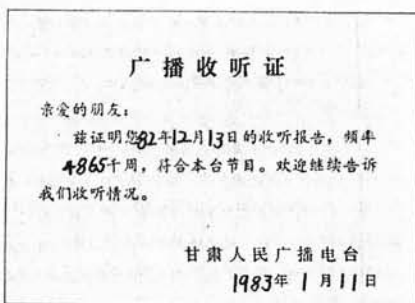 广播收听证
亲爱的朋友：
兹证明您82年12月13日的收听报告，频率
4865千周，符合本台节目。欢迎继续告诉
我们收听情况。
甘肃人民广播电台
1983年1月11日